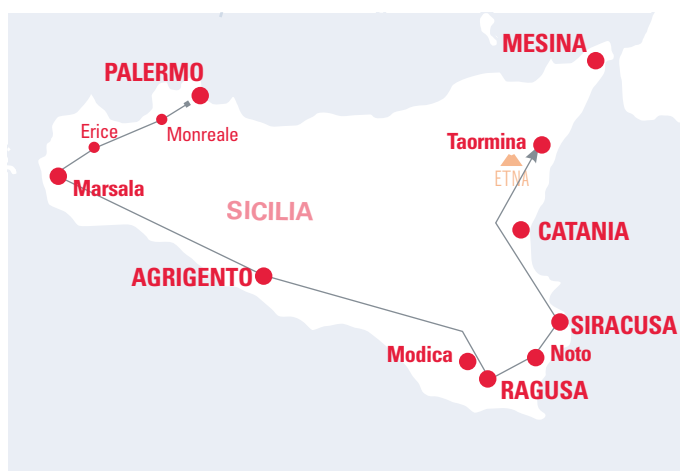 MESINA
PALERMO
Erice
Monreale
Taormina
ETNA
Marsala
SICILIA
CATANIA
AGRIGENTO
SIRACUSA
Modica
Noto
RAGUSA